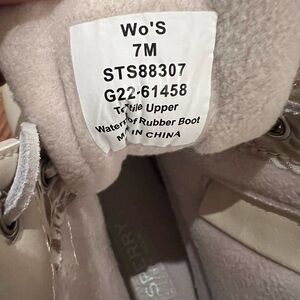 Wo'S
7M
STS88307
G22-61458
Textile Upper
Waterproof Rubber Boot
MADE IN CHINA
SPERRY